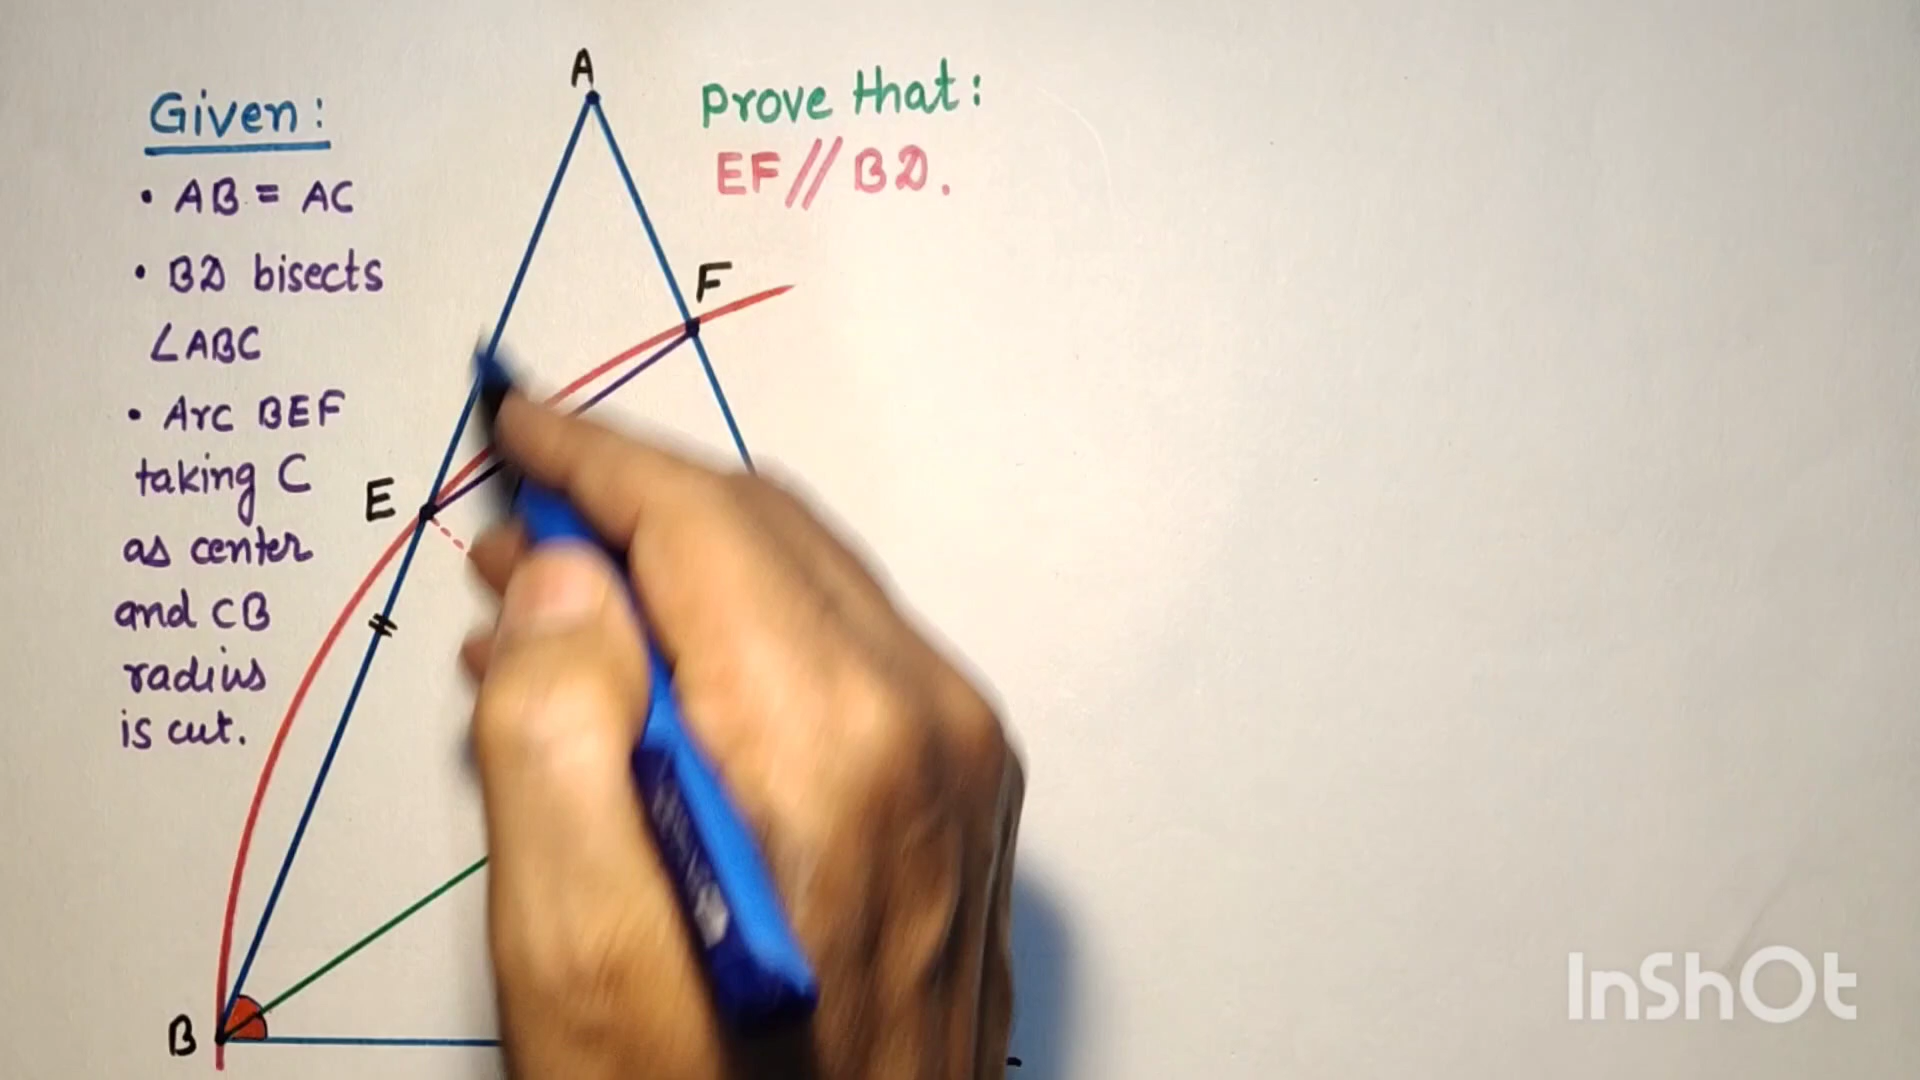 A
Given:
Prove that:
EF // BD.
• AB = AC
• BD bisects
∠ABC
F
• Arc BEF
taking C
E
as center
and CB
radius
is cut.
B
InShOt